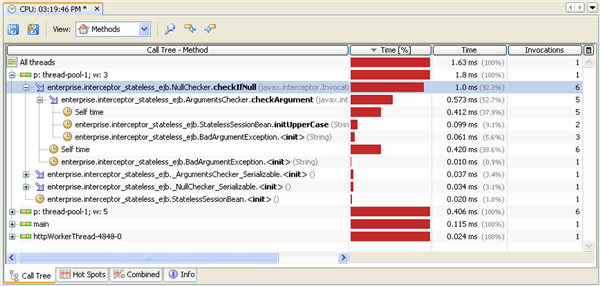 CPU: 03:19:46 PM *
View: Methods
Call Tree - Method Time [%] Time Invocations
All threads 1.63 ms (100%) 1
p: thread-pool-1; w: 3 1.8 ms (100%) 1
enterprise.interceptor_stateless_ejb.NullChecker.checkIfNull (javax.interceptor.Invocat 1.0 ms (92.3%) 6
enterprise.interceptor_stateless_ejb.ArgumentsChecker.checkArgument (javax.int 0.573 ms (52.7%) 5
Self time 0.412 ms (37.9%) 5
enterprise.interceptor_stateless_ejb.StatelessSessionBean.initUpperCase (String) 0.099 ms (9.1%) 2
enterprise.interceptor_stateless_ejb.BadArgumentException.<init> (String) 0.061 ms (5.6%) 3
Self time 0.420 ms (38.6%) 6
enterprise.interceptor_stateless_ejb.BadArgumentException.<init> (String) 0.010 ms (0.9%) 1
enterprise.interceptor_stateless_ejb._ArgumentsChecker_Serializable.<init> () 0.037 ms (3.4%) 1
enterprise.interceptor_stateless_ejb._NullChecker_Serializable.<init> () 0.034 ms (3.1%) 1
enterprise.interceptor_stateless_ejb.StatelessSessionBean.<init> () 0.020 ms (1.8%) 1
p: thread-pool-1; w: 5 0.406 ms (100%) 6
main 0.115 ms (100%) 1
httpWorkerThread-4848-0 0.024 ms (100%) 1
Call Tree Hot Spots Combined Info